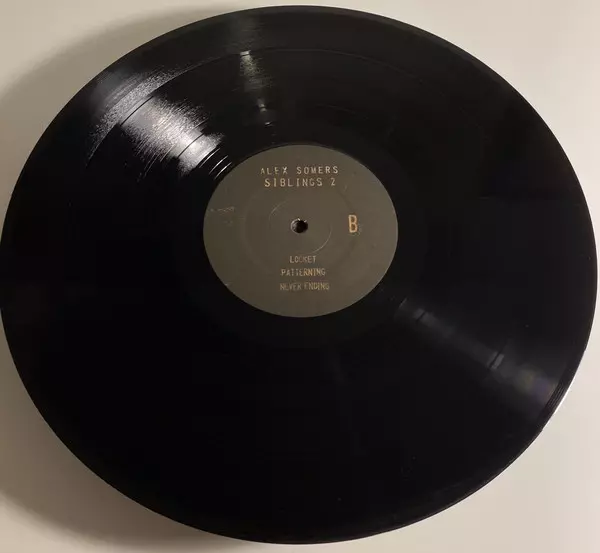 ALEX SOMERS
SIBLINGS 2
B
LOCKET
PATTERNING
NEVER ENDING